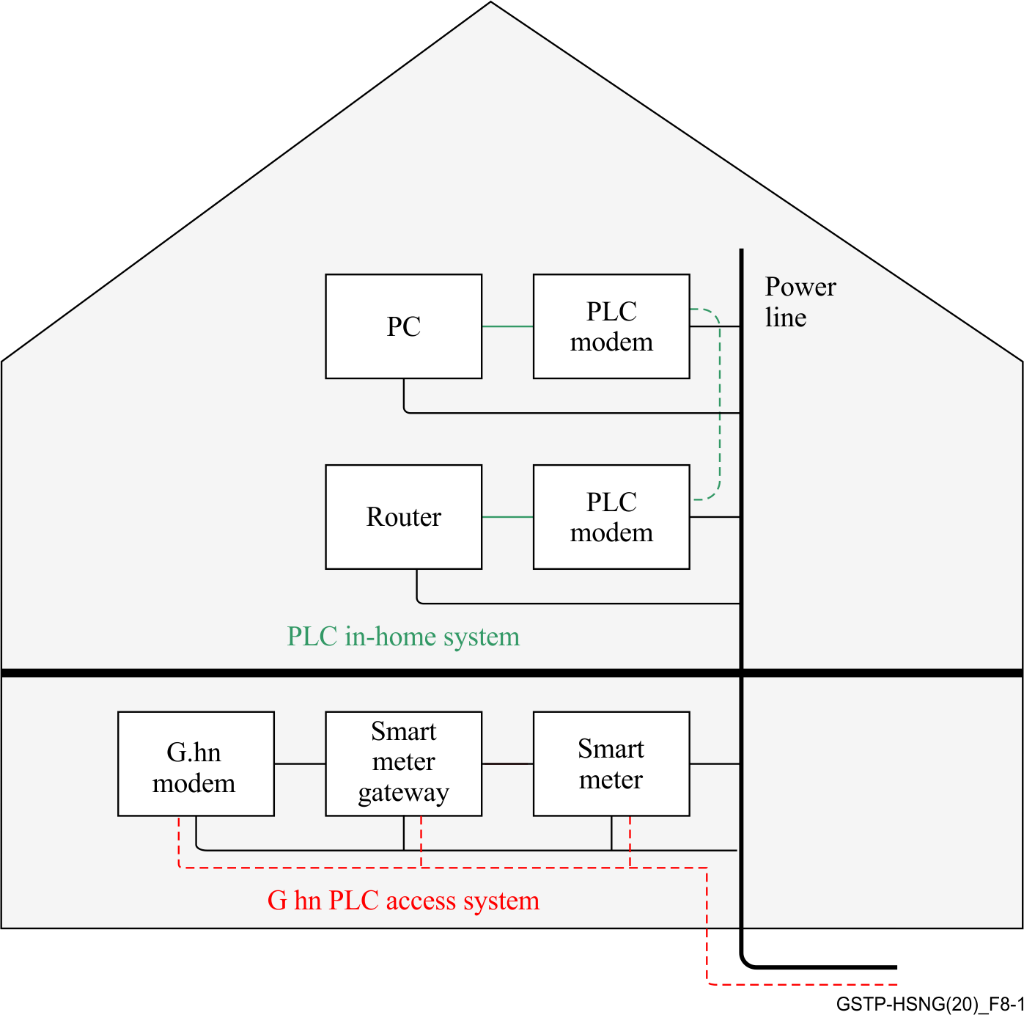 Power
line
PC
PLC
modem
Router
PLC
modem
PLC in-home system
G.hn
modem
Smart
meter
gateway
Smart
meter
G hn PLC access system
GSTP-HSNG(20)_F8-1